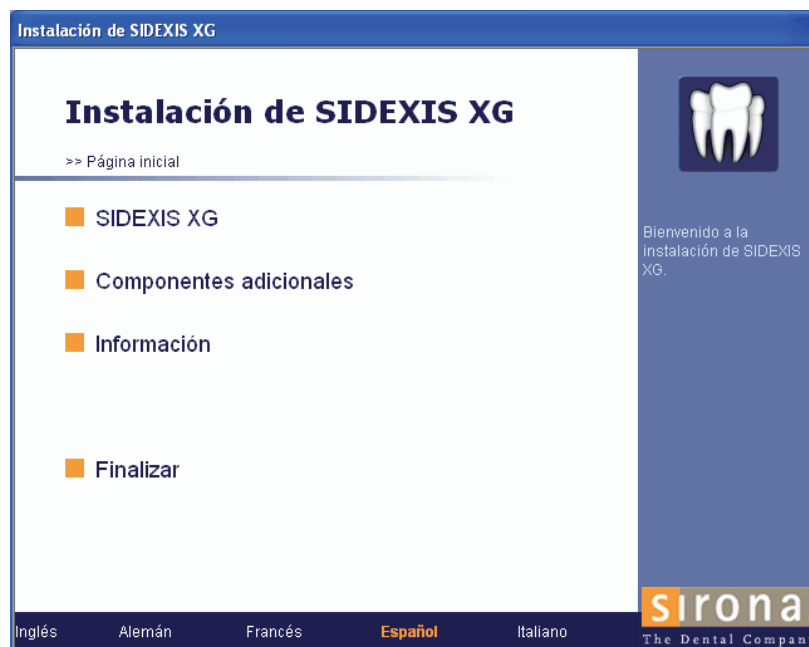 Instalación de SIDEXIS XG
Instalación de SIDEXIS XG
>> Página inicial
SIDEXIS XG
Componentes adicionales
Información
Finalizar
Bienvenido a la
instalación de SIDEXIS
XG.
Inglés Alemán Francés Español Italiano
sirona
The Dental Compan